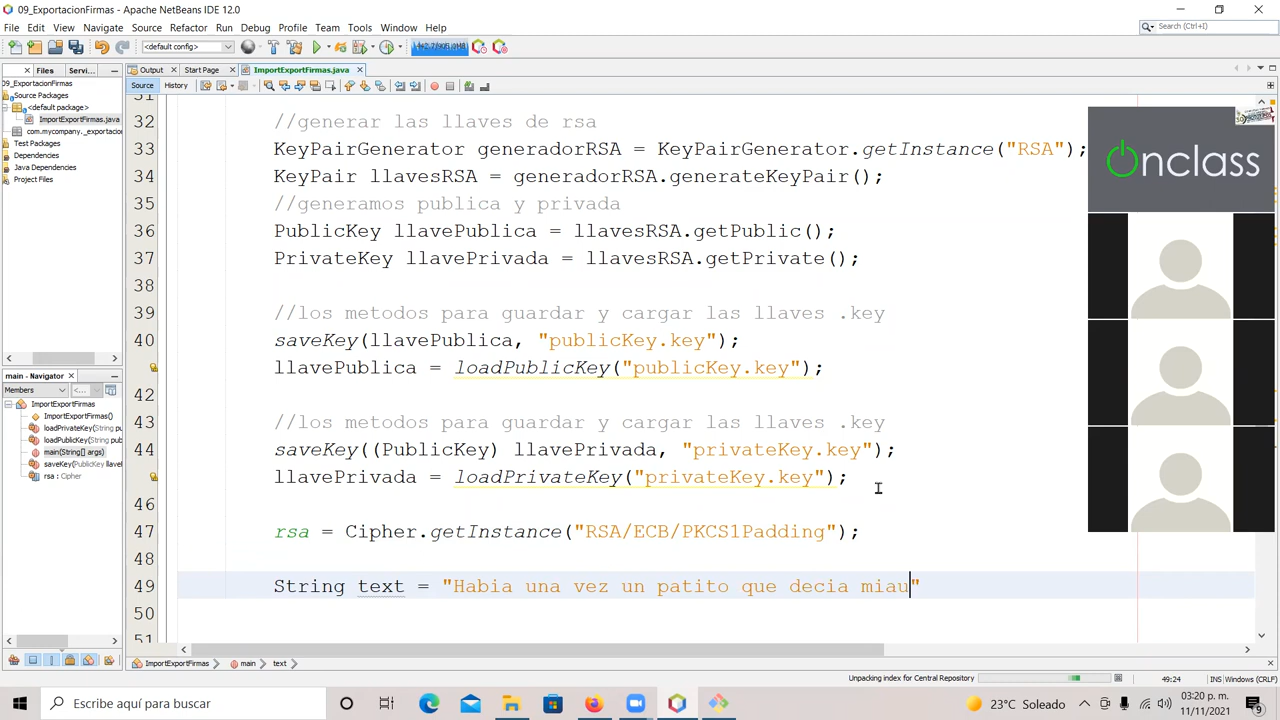 09_ExportacionFirmas - Apache NetBeans IDE 12.0
File Edit View Navigate Source Refactor Run Debug Profile Team Tools Window Help
Search (Ctrl+I)
<default config>
Files Servi...
Output Start Page ImportExportFirmas.java
Source History
09_ExportacionFirmas
Source Packages
<default package>
ImportExportFirmas.java
com.mycompany._exportacio
Test Packages
Dependencies
Java Dependencies
Project Files
31
32 //generar las llaves de rsa
33 KeyPairGenerator generadorRSA = KeyPairGenerator.getInstance("RSA");
34 KeyPair llavesRSA = generadorRSA.generateKeyPair();
35 //generamos publica y privada
36 PublicKey llavePublica = llavesRSA.getPublic();
37 PrivateKey llavePrivada = llavesRSA.getPrivate();
38
39 //los metodos para guardar y cargar las llaves .key
40 saveKey(llavePublica, "publicKey.key");
llavePublica = loadPublicKey("publicKey.key");
42
43 //los metodos para guardar y cargar las llaves .key
44 saveKey((PublicKey) llavePrivada, "privateKey.key");
llavePrivada = loadPrivateKey("privateKey.key");
46
47 rsa = Cipher.getInstance("RSA/ECB/PKCS1Padding");
48
49 String text = "Habia una vez un patito que decia miau"
50
51
Onclass
main - Navigator
Members
ImportExportFirmas
ImportExportFirmas()
loadPrivateKey(String p
loadPublicKey(String pub
main(String[] args)
saveKey(PublicKey llavel
rsa : Cipher
ImportExportFirmas main text
Unpacking index for Central Repository
49:24 INS Windows (CRLF)
Escribe aquí para buscar
23°C Soleado
03:20 p. m.
11/11/2021
9